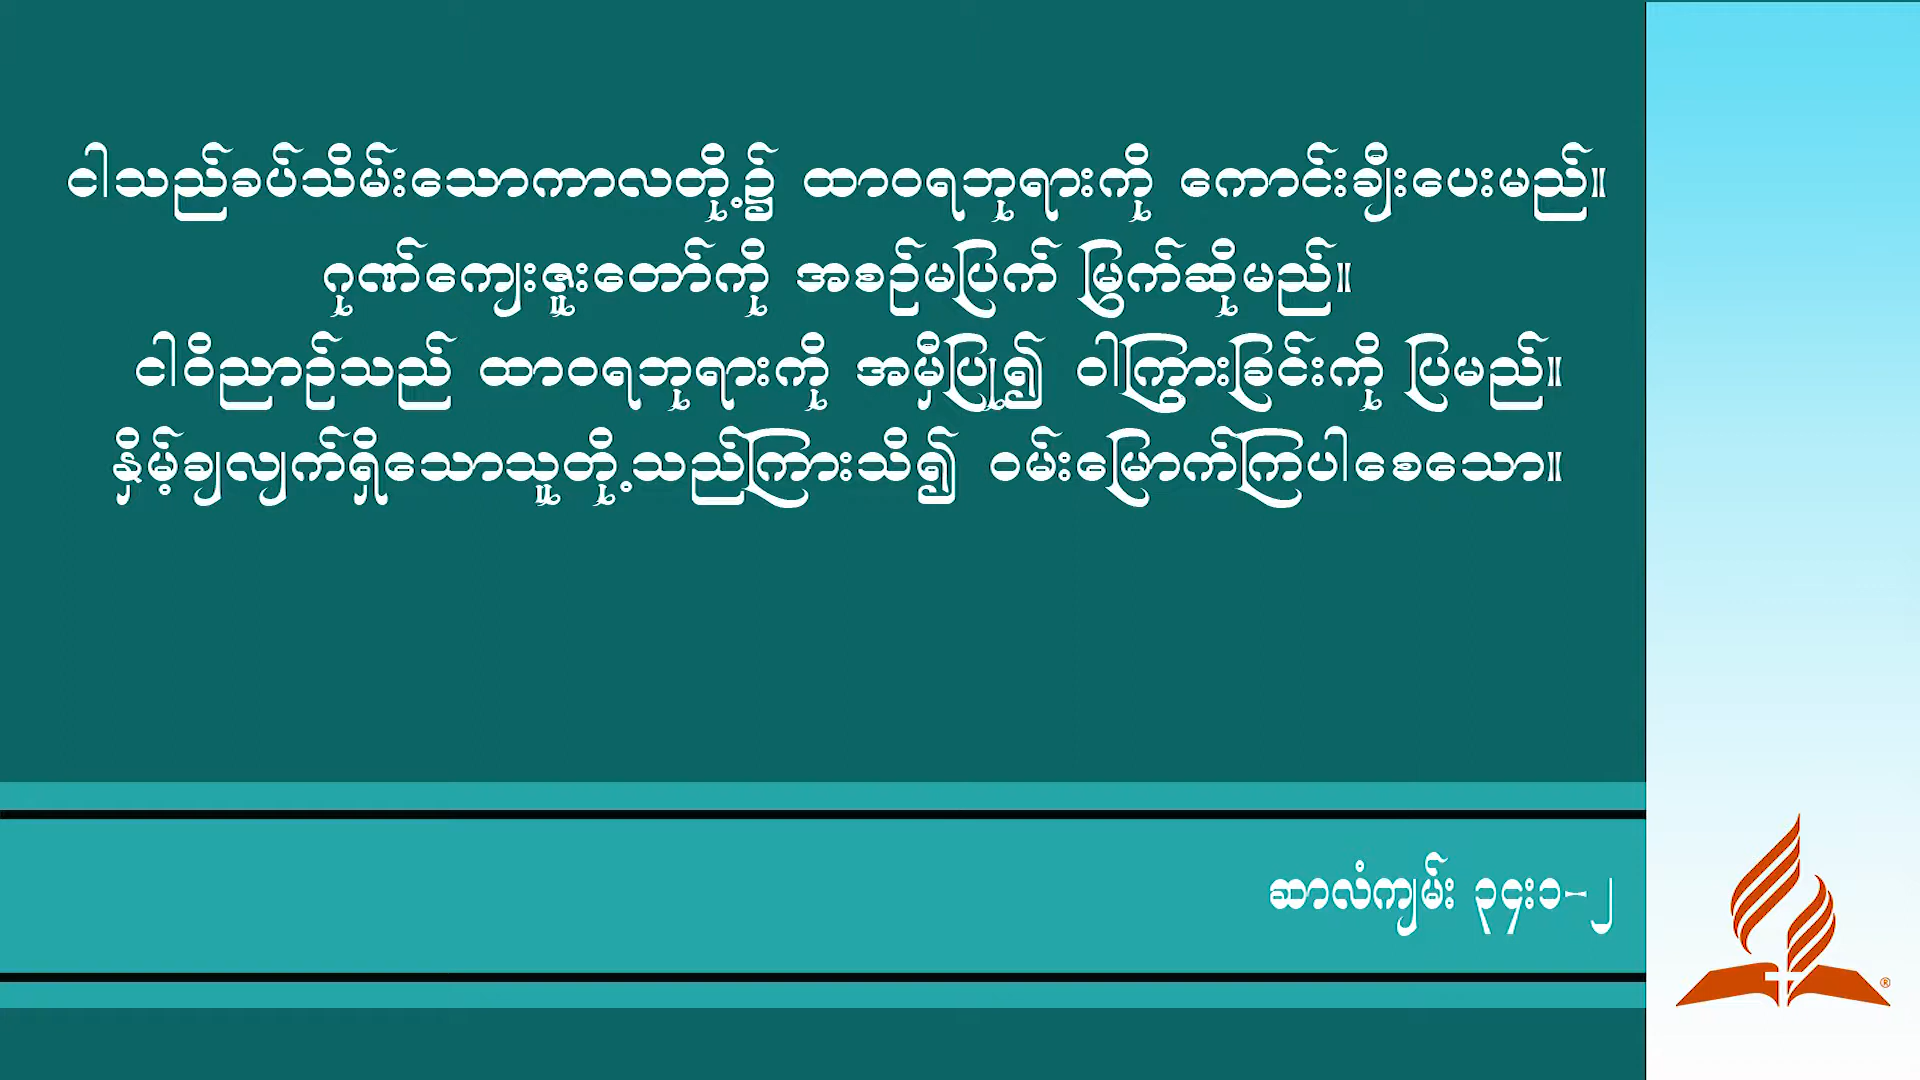 ငါသည်ခပ်သိမ်းသောကာလတို့၌ ထာဝရဘုရားကို ကောင်းချီးပေးမည်။
ဂုဏ်ကျေးဇူးတော်ကို အစဉ်မပြက် မြွက်ဆိုမည်။
ငါဝိညာဉ်သည် ထာဝရဘုရားကို အမှီပြု၍ ဝါကြွားခြင်းကို ပြမည်။
နှိမ့်ချလျက်ရှိသောသူတို့သည်ကြားသိ၍ ဝမ်းမြောက်ကြပါစေသော။
ဆာလံကျမ်း ၃၄း၁-၂
®